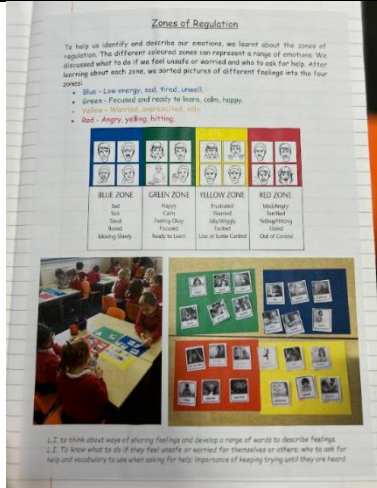 Zones of Regulation
To help us identify and describe our emotions, we learnt about the zones of
regulation. The different coloured zones can represent a range of emotions. We
discussed what to do if we feel unsafe or worried and who to ask for help. After
learning about each zone, we sorted pictures of different feelings into the four
zones:
Blue - Low energy, sad, tired, unwell.
Green - Focused and ready to learn, calm, happy.
Yellow - Worried, overexcited, silly.
Red - Angry, yelling, hitting.
BLUE ZONE GREEN ZONE YELLOW ZONE RED ZONE
Sad Happy Frustrated Mad/Angry
Sick Calm Worried Terrified
Tired Feeling Okay Silly/Wiggly Yelling/Hitting
Bored Focused Excited Elated
Moving Slowly Ready to Learn Loss of Some Control Out of Control
L.I. to think about ways of sharing feelings and develop a range of words to describe feelings.
L.I. To know what to do if they feel unsafe or worried for themselves or others; who to ask for
help and vocabulary to use when asking for help; importance of keeping trying until they are heard.